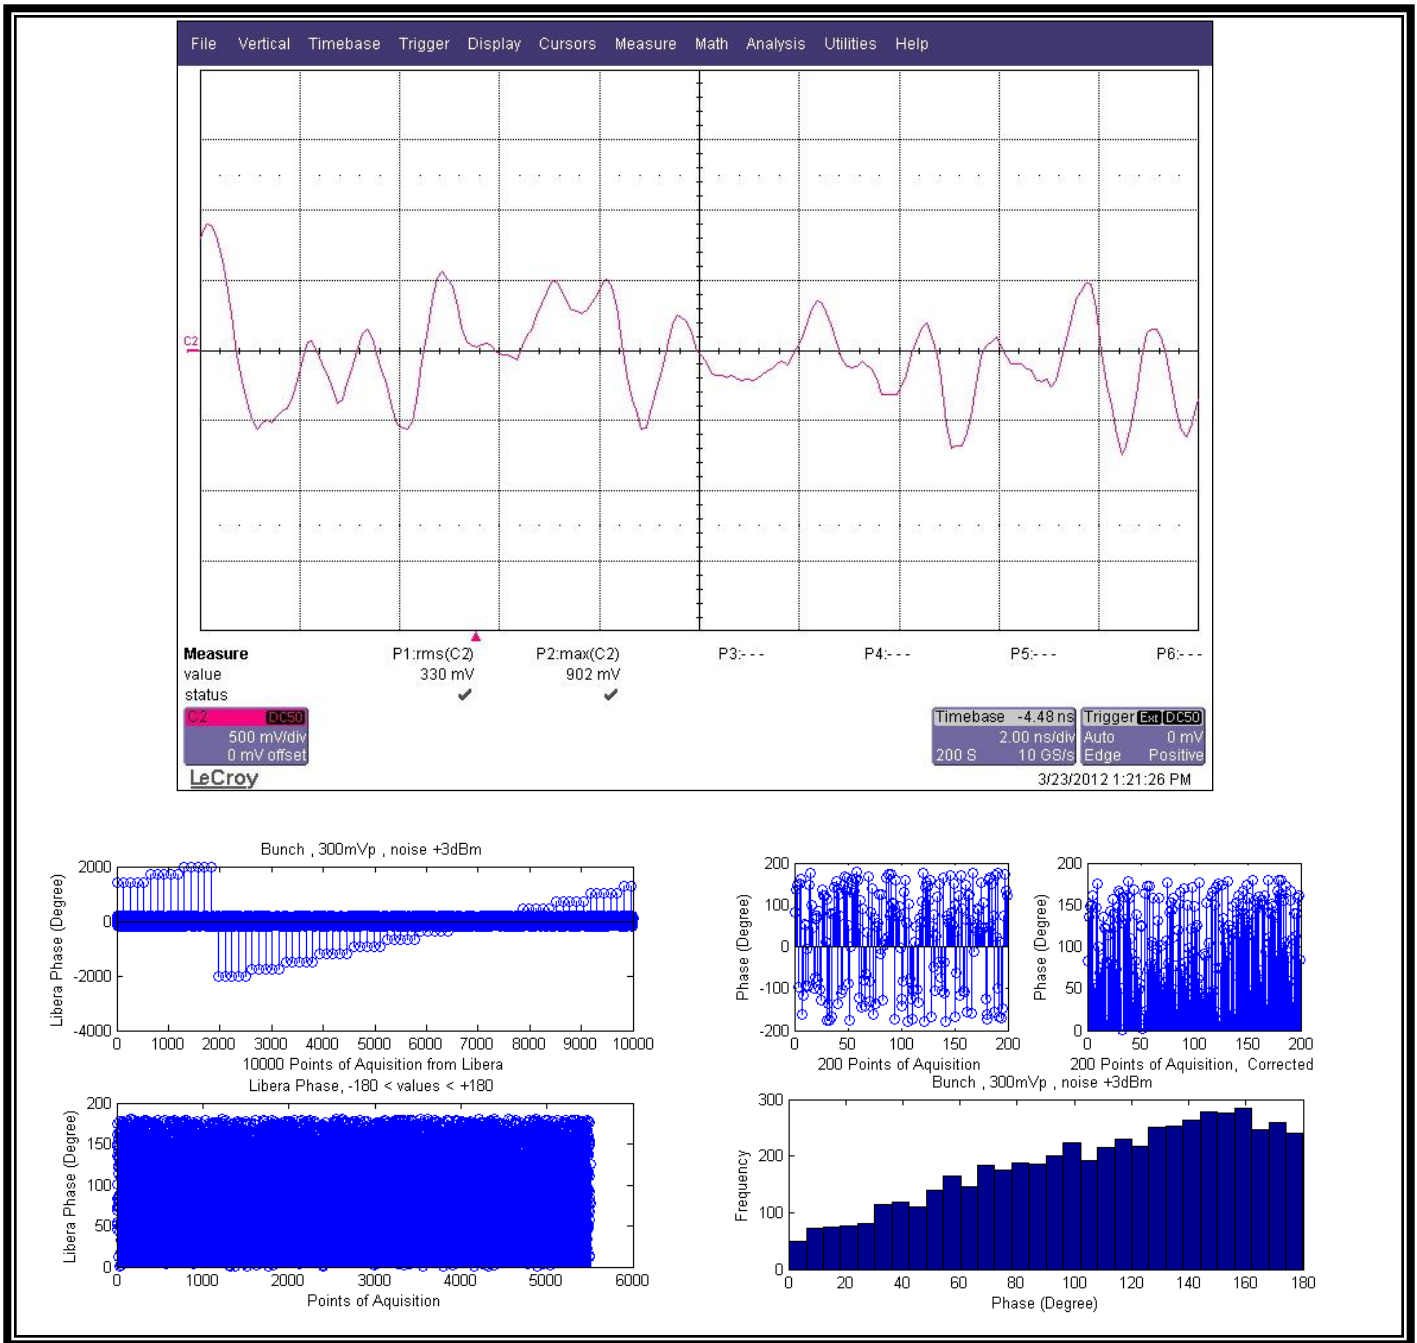 File Vertical Timebase Trigger Display Cursors Measure Math Analysis Utilities Help
C2
Measure P1:rms(C2) P2:max(C2) P3:- - - P4:- - - P5:- - - P6:- - -
value 330 mV 902 mV
status
C2 DC50
500 mV/div
0 mV offset
Timebase -4.48 ns
2.00 ns/div
200 S 10 GS/s
Trigger Ext DC50
Auto 0 mV
Edge Positive
LeCroy
3/23/2012 1:21:26 PM
Bunch , 300mVp , noise +3dBm
Libera Phase (Degree)
2000
0
-2000
-4000
0 1000 2000 3000 4000 5000 6000 7000 8000 9000 10000
10000 Points of Aquisition from Libera
Phase (Degree)
200
100
0
-100
-200
0 50 100 150 200
200 Points of Aquisition
Phase (Degree)
200
150
100
50
0
0 50 100 150 200
200 Points of Aquisition, Corrected
Libera Phase, -180 < values < +180
Libera Phase (Degree)
200
150
100
50
0
0 1000 2000 3000 4000 5000 6000
Points of Aquisition
Bunch , 300mVp , noise +3dBm
Frequency
300
200
100
0
0 20 40 60 80 100 120 140 160 180
Phase (Degree)